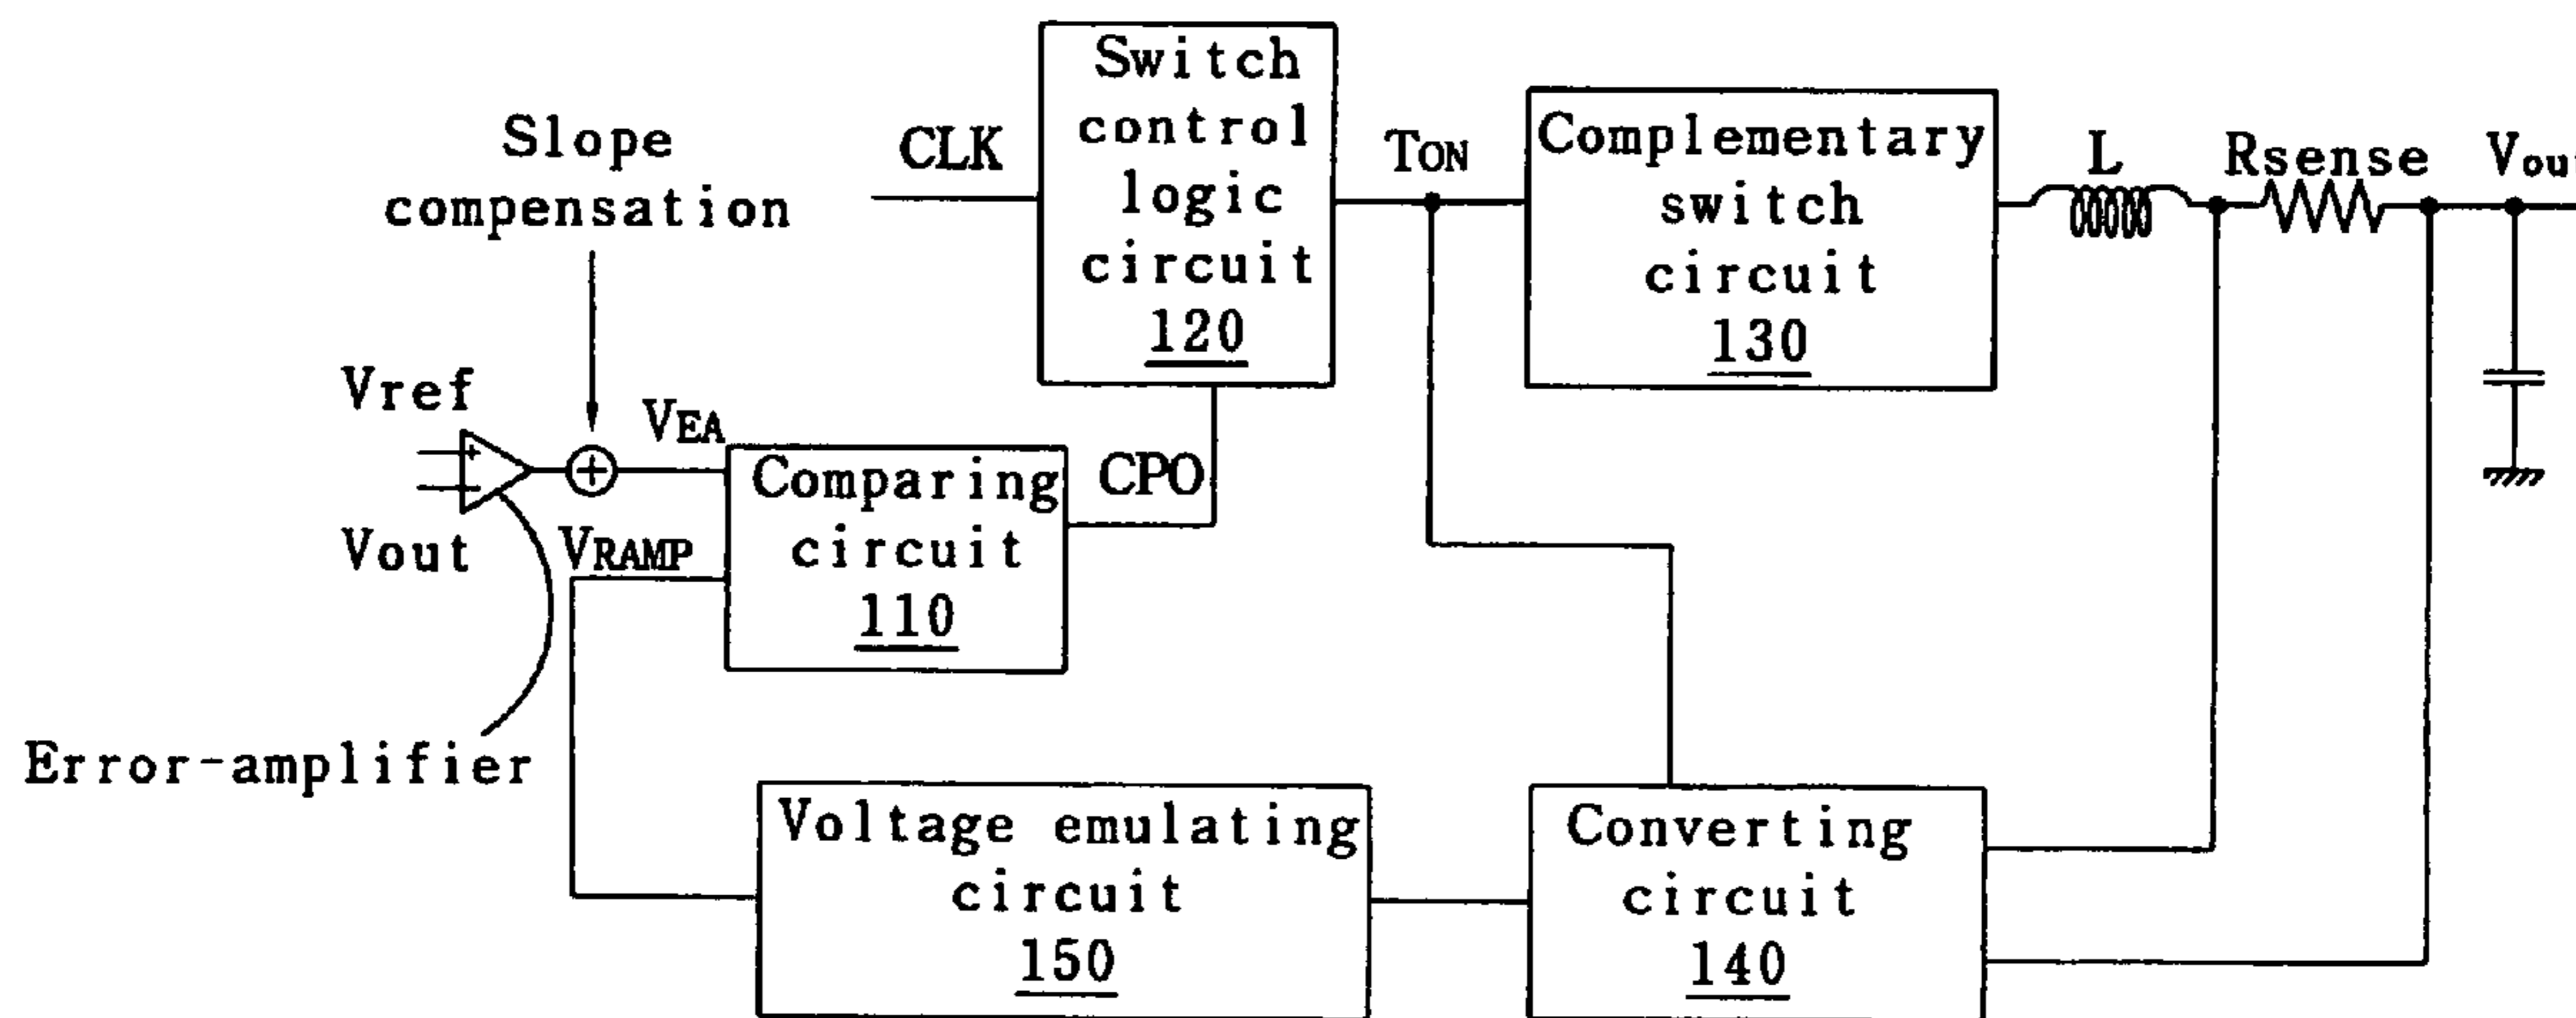 Switch
control
logic
circuit
120
Slope
compensation
CLK
TON
Complementary
switch
circuit
130
L
Rsense
Vout
Vref
VEA
Vout
VRAMP
Comparing
circuit
110
CPO
Error-amplifier
Voltage emulating
circuit
150
Converting
circuit
140